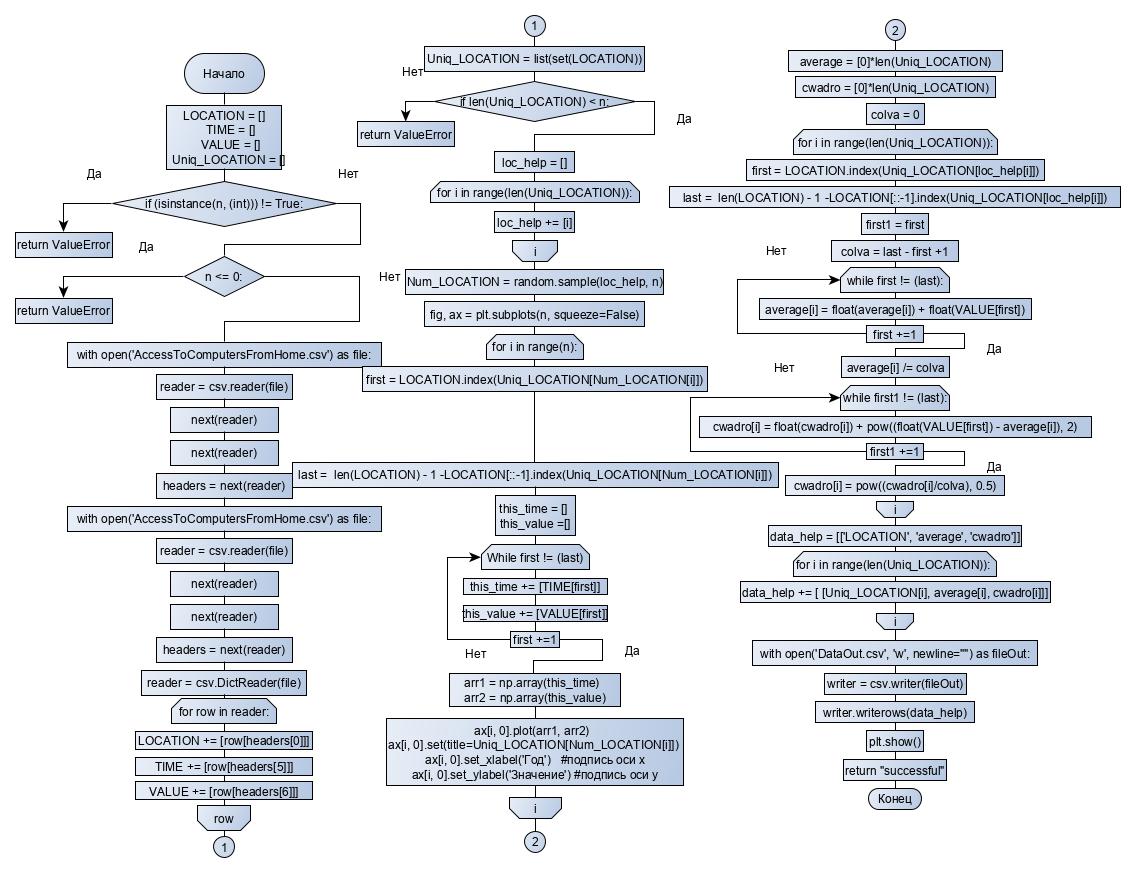 Начало
LOCATION = []
TIME = []
VALUE = []
Uniq_LOCATION = []
Да
Нет
if (isinstance(n, (int))) != True:
return ValueError
Да
n <= 0:
return ValueError
with open('AccessToComputersFromHome.csv') as file:
reader = csv.reader(file)
next(reader)
next(reader)
headers = next(reader)
with open('AccessToComputersFromHome.csv') as file:
reader = csv.reader(file)
next(reader)
next(reader)
headers = next(reader)
reader = csv.DictReader(file)
for row in reader:
LOCATION += [row[headers[0]]]
TIME += [row[headers[5]]]
VALUE += [row[headers[6]]]
row
1
1
Uniq_LOCATION = list(set(LOCATION))
Нет
if len(Uniq_LOCATION) < n:
Да
return ValueError
loc_help = []
for i in range(len(Uniq_LOCATION)):
loc_help += [i]
i
Нет
Num_LOCATION = random.sample(loc_help, n)
fig, ax = plt.subplots(n, squeeze=False)
for i in range(n):
first = LOCATION.index(Uniq_LOCATION[Num_LOCATION[i]])
last = len(LOCATION) - 1 -LOCATION[::-1].index(Uniq_LOCATION[Num_LOCATION[i]])
this_time = []
this_value =[]
While first != (last)
this_time += [TIME[first]]
this_value += [VALUE[first]]
first +=1
Нет
Да
arr1 = np.array(this_time)
arr2 = np.array(this_value)
ax[i, 0].plot(arr1, arr2)
ax[i, 0].set(title=Uniq_LOCATION[Num_LOCATION[i]])
ax[i, 0].set_xlabel('Год') #подпись оси x
ax[i, 0].set_ylabel('Значение') #подпись оси y
i
2
2
average = [0]*len(Uniq_LOCATION)
cwadro = [0]*len(Uniq_LOCATION)
colva = 0
for i in range(len(Uniq_LOCATION)):
first = LOCATION.index(Uniq_LOCATION[loc_help[i]])
last = len(LOCATION) - 1 -LOCATION[::-1].index(Uniq_LOCATION[loc_help[i]])
first1 = first
Нет
colva = last - first +1
while first != (last):
average[i] = float(average[i]) + float(VALUE[first])
first +=1
Да
Нет
average[i] /= colva
while first1 != (last):
cwadro[i] = float(cwadro[i]) + pow((float(VALUE[first]) - average[i]), 2)
first1 +=1
Да
cwadro[i] = pow((cwadro[i]/colva), 0.5)
i
data_help = [['LOCATION', 'average', 'cwadro']]
for i in range(len(Uniq_LOCATION)):
data_help += [ [Uniq_LOCATION[i], average[i], cwadro[i]]]
i
with open('DataOut.csv', 'w', newline="") as fileOut:
writer = csv.writer(fileOut)
writer.writerows(data_help)
plt.show()
return "successful"
Конец